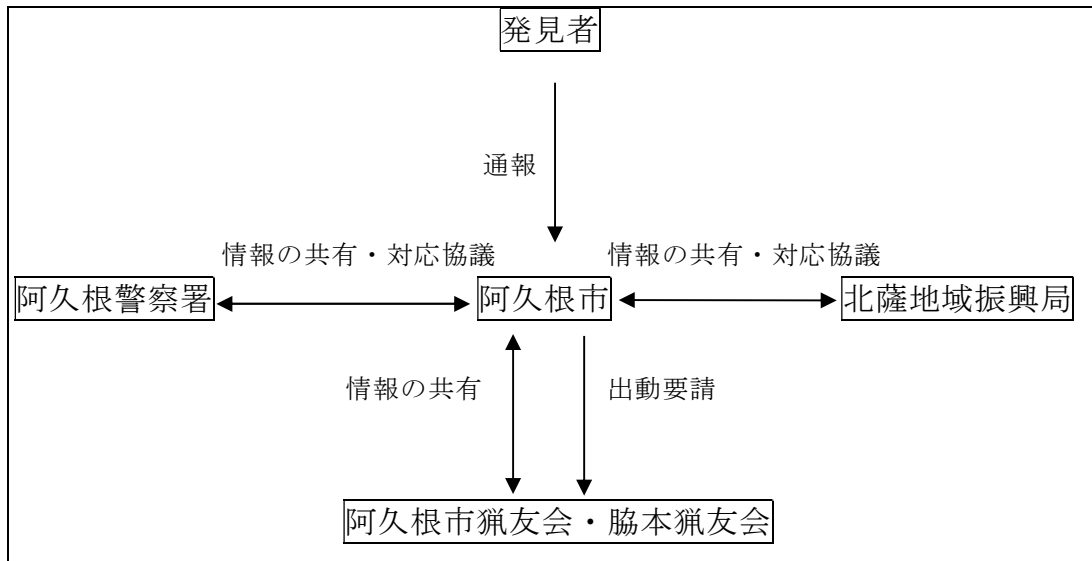 発見者
通報
情報の共有・対応協議
情報の共有・対応協議
阿久根警察署
阿久根市
北薩地域振興局
情報の共有
出動要請
阿久根市猟友会・脇本猟友会